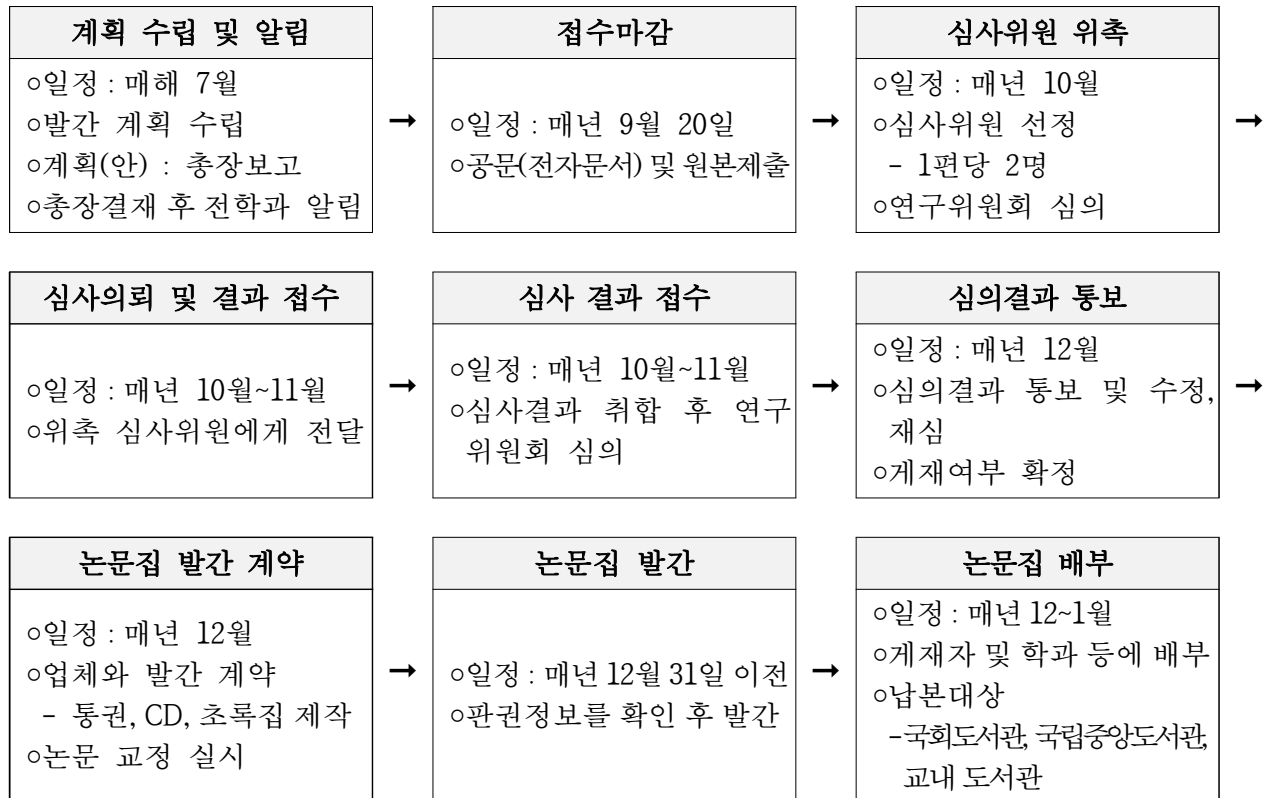 계획 수립 및 알림
○일정 : 매해 7월
○발간 계획 수립
○계획(안) : 총장보고
○총장결재 후 전학과 알림
➞
접수마감
○일정 : 매년 9월 20일
○공문(전자문서) 및 원본제출
➞
심사위원 위촉
○일정 : 매년 10월
○심사위원 선정
- 1편당 2명
○연구위원회 심의
➞
심사의뢰 및 결과 접수
○일정 : 매년 10월~11월
○위촉 심사위원에게 전달
➞
심사 결과 접수
○일정 : 매년 10월~11월
○심사결과 취합 후 연구
위원회 심의
➞
심의결과 통보
○일정 : 매년 12월
○심의결과 통보 및 수정,
재심
○게재여부 확정
➞
논문집 발간 계약
○일정 : 매년 12월
○업체와 발간 계약
- 통권, CD, 초록집 제작
○논문 교정 실시
➞
논문집 발간
○일정 : 매년 12월 31일 이전
○판권정보를 확인 후 발간
➞
논문집 배부
○일정 : 매년 12~1월
○게재자 및 학과 등에 배부
○납본대상
-국회도서관, 국립중앙도서관,
교내 도서관